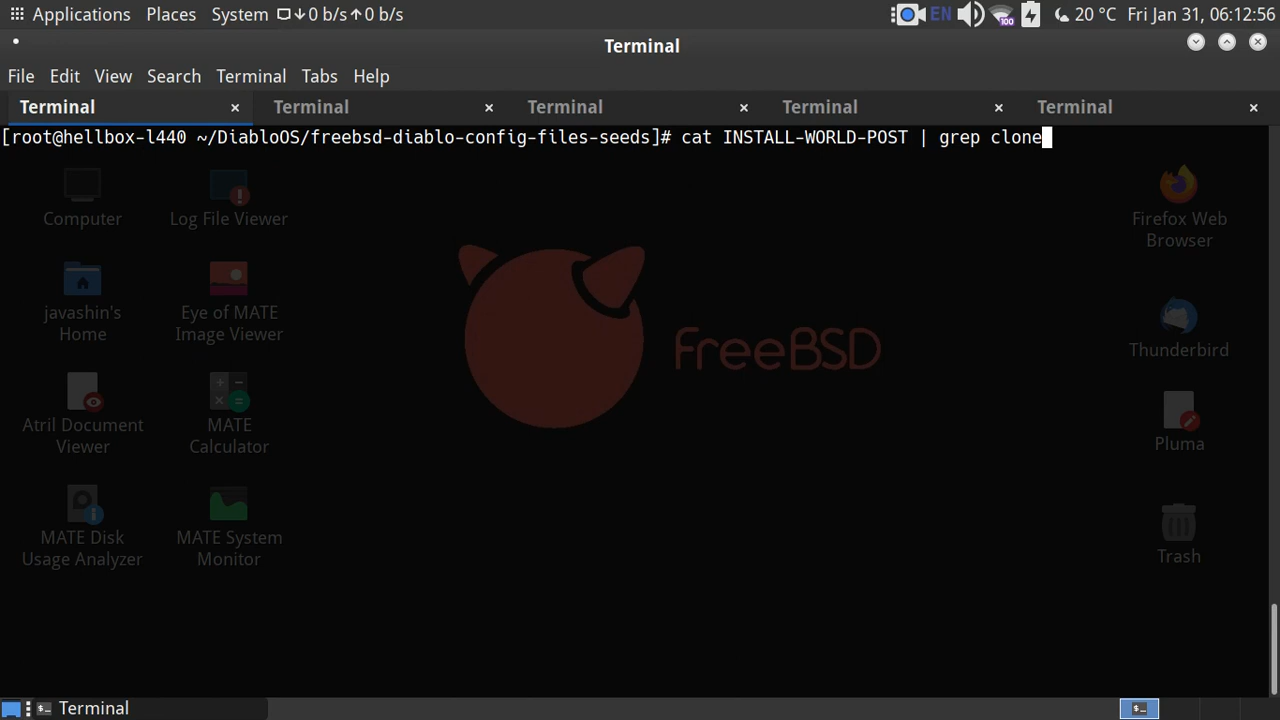 Applications Places System 0 b/s 0 b/s EN 100 20 °C Fri Jan 31, 06:12:56
Terminal
File Edit View Search Terminal Tabs Help
Terminal × Terminal × Terminal × Terminal × Terminal ×
[root@hellbox-l440 ~/DiabloOS/freebsd-diablo-config-files-seeds]# cat INSTALL-WORLD-POST | grep clone
Computer
Log File Viewer
Firefox Web
Browser
javashin's
Home
Eye of MATE
Image Viewer
FreeBSD
Thunderbird
Atril Document
Viewer
MATE
Calculator
Pluma
MATE Disk
Usage Analyzer
MATE System
Monitor
Trash
Terminal